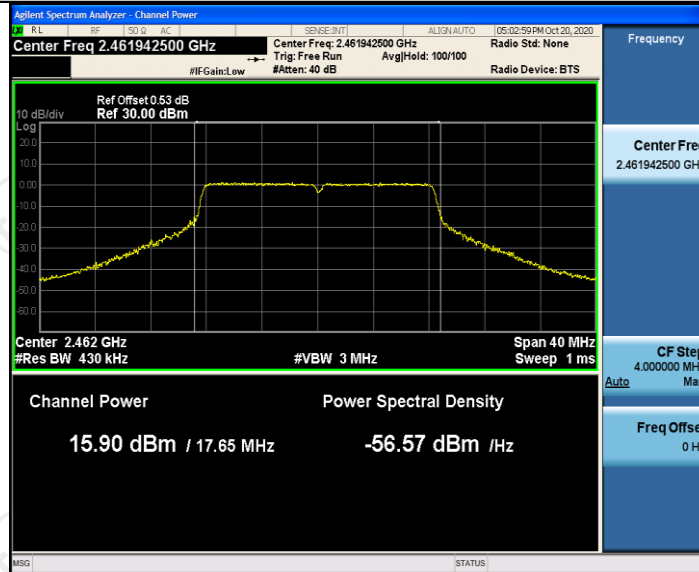 Agilent Spectrum Analyzer - Channel Power
RL RF 50 Ω AC SENSE:INT ALIGN AUTO 05:02:59 PM Oct 20, 2020
Center Freq 2.461942500 GHz
Center Freq: 2.461942500 GHz
Radio Std: None
Trig: Free Run Avg|Hold: 100/100
#IFGain:Low #Atten: 40 dB Radio Device: BTS
Ref Offset 0.53 dB
10 dB/div Ref 30.00 dBm
Log
20.0
10.0
0.00
-10.0
-20.0
-30.0
-40.0
-50.0
-60.0
Center 2.462 GHz Span 40 MHz
#Res BW 430 kHz #VBW 3 MHz Sweep 1 ms
Channel Power Power Spectral Density
15.90 dBm / 17.65 MHz -56.57 dBm /Hz
MSG STATUS
Frequency
Center Fre
2.461942500 GH
CF Ste
4.000000 MH
Auto Ma
Freq Offse
0 H